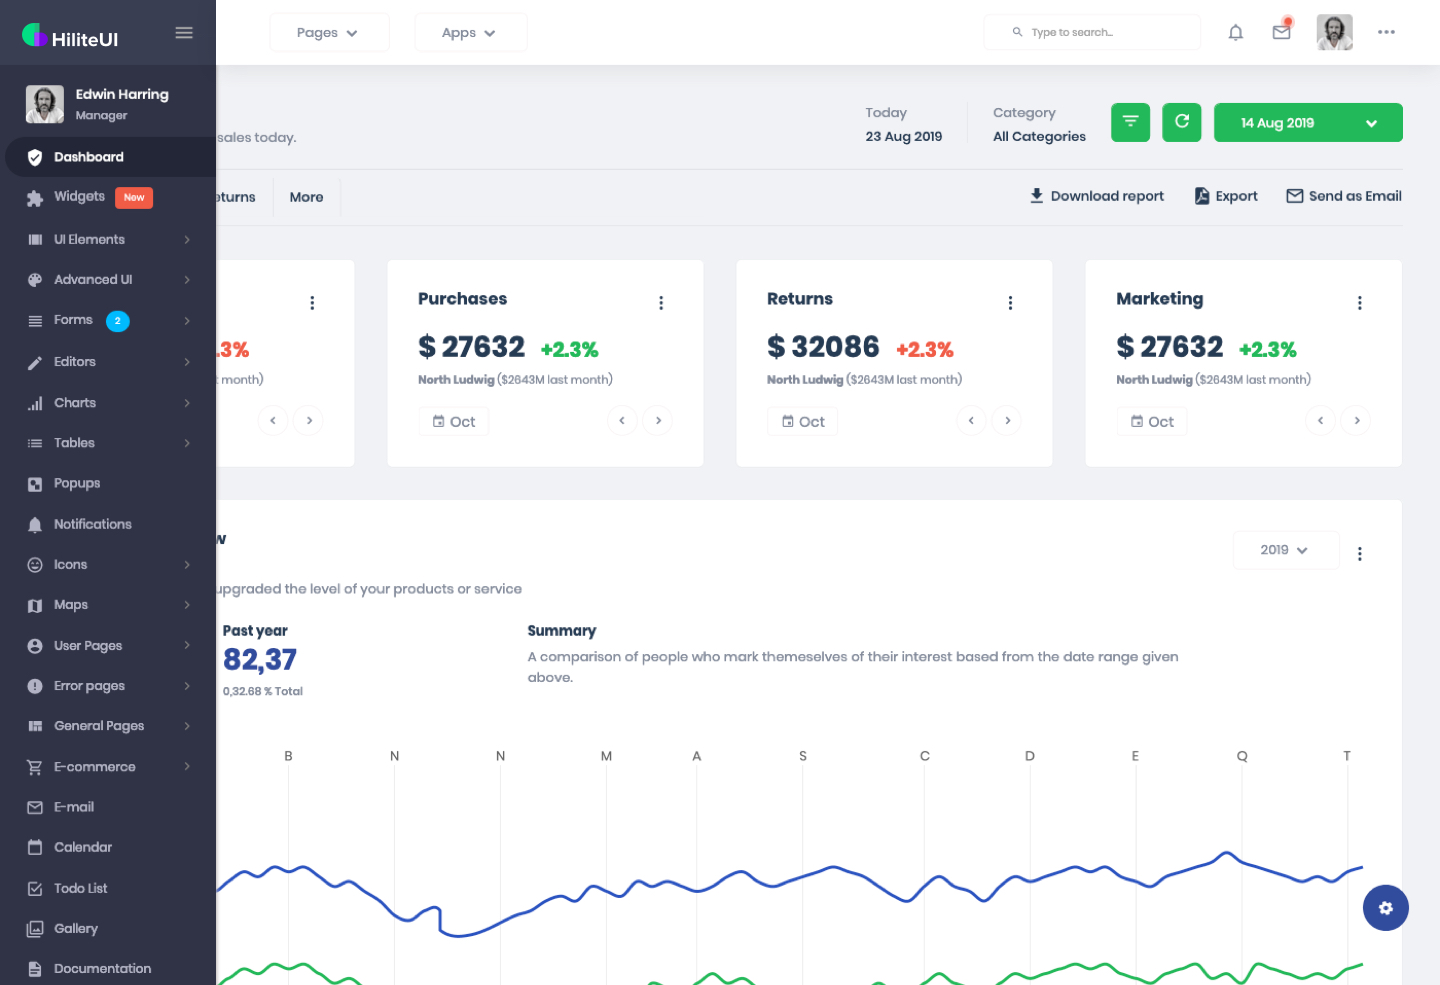 HiliteUI
Pages
Apps
Type to search...
Edwin Harring
Manager
Dashboard
Widgets New
UI Elements
Advanced UI
Forms 2
Editors
Charts
Tables
Popups
Notifications
Icons
Maps
User Pages
Error pages
General Pages
E-commerce
E-mail
Calendar
Todo List
Gallery
Documentation
sales today.
Today
23 Aug 2019
Category
All Categories
14 Aug 2019
eturns
More
Download report
Export
Send as Email
.3%
t month)
Purchases
$ 27632 +2.3%
North Ludwig ($2643M last month)
Oct
Returns
$ 32086 +2.3%
North Ludwig ($2643M last month)
Oct
Marketing
$ 27632 +2.3%
North Ludwig ($2643M last month)
Oct
w
2019
upgraded the level of your products or service
Past year
82,37
0,32.68 % Total
Summary
A comparison of people who mark themeselves of their interest based from the date range given
above.
B N N M A S C D E Q T